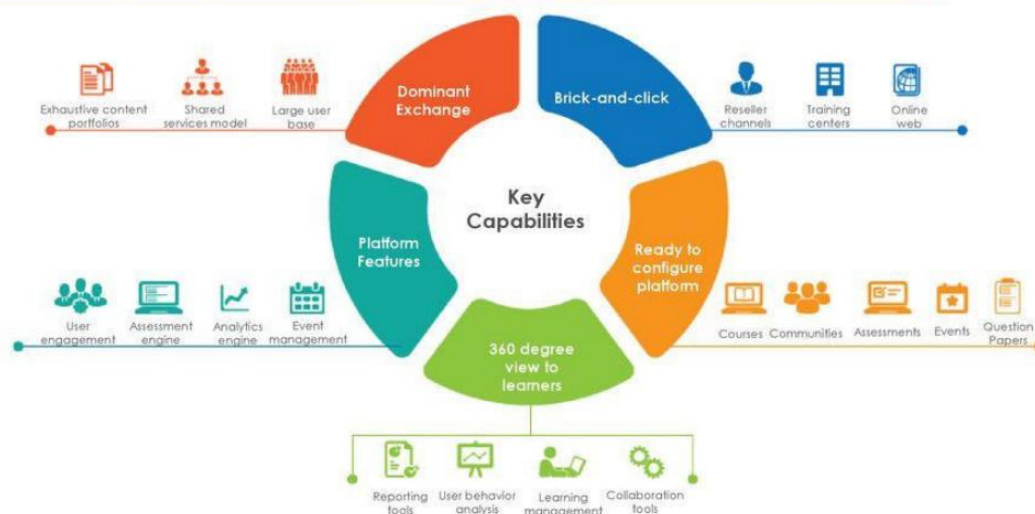 Dominant
Exchange
Exhaustive content
portfolios
Shared
services model
Large user
base
Brick-and-click
Reseller
channels
Training
centers
Online
web
Key
Capabilities
Platform
Features
User
engagement
Assessment
engine
Analytics
engine
Event
management
Ready to
configure
platform
Courses
Communities
Assessments
Events
Question
Papers
360 degree
view to
learners
Reporting
tools
User behavior
analysis
Learning
management
Collaboration
tools